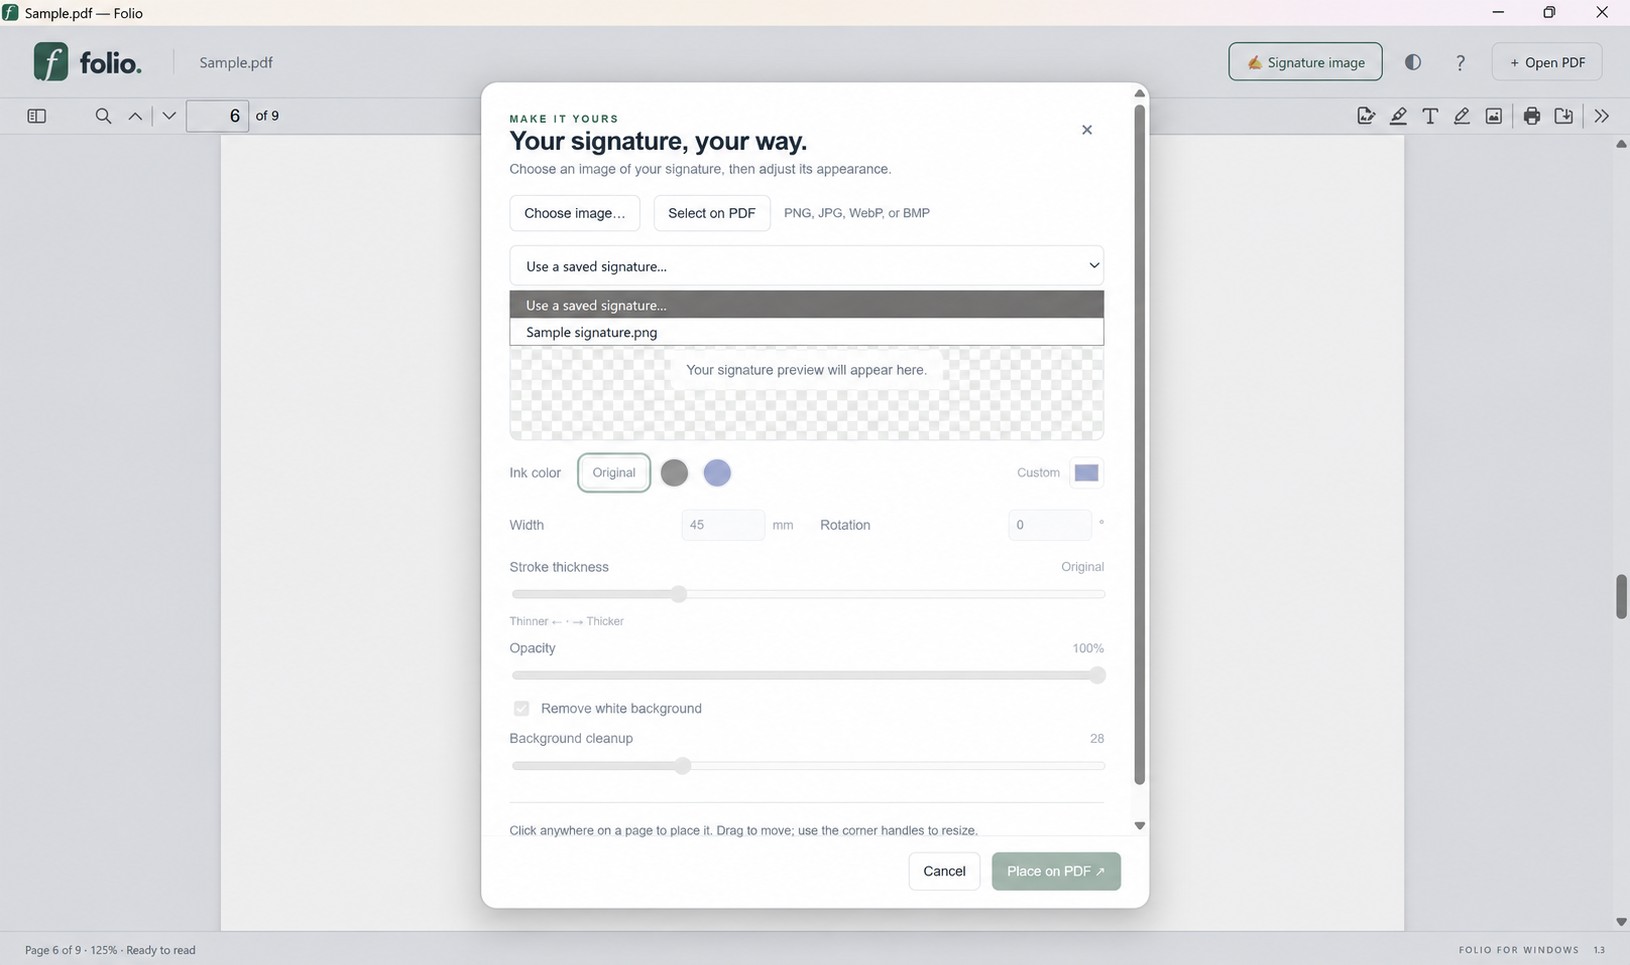 Sample.pdf — Folio
folio.
Sample.pdf
✍ Signature image
?
+ Open PDF
6 of 9
MAKE IT YOURS
Your signature, your way.
Choose an image of your signature, then adjust its appearance.
Choose image...
Select on PDF
PNG, JPG, WebP, or BMP
Use a saved signature...
Use a saved signature...
Sample signature.png
Your signature preview will appear here.
Ink color
Original
Custom
Width
45 mm
Rotation
0 °
Stroke thickness
Original
Thinner ← · → Thicker
Opacity
100%
Remove white background
Background cleanup
28
Click anywhere on a page to place it. Drag to move; use the corner handles to resize.
Cancel
Place on PDF ↗
Page 6 of 9 · 125% · Ready to read
FOLIO FOR WINDOWS 1.3